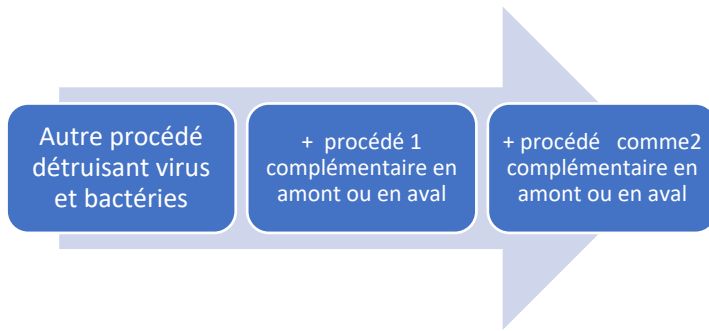 Autre procédé
détruisant virus
et bactéries
+ procédé 1
complémentaire en
amont ou en aval
+ procédé comme2
complémentaire en
amont ou en aval